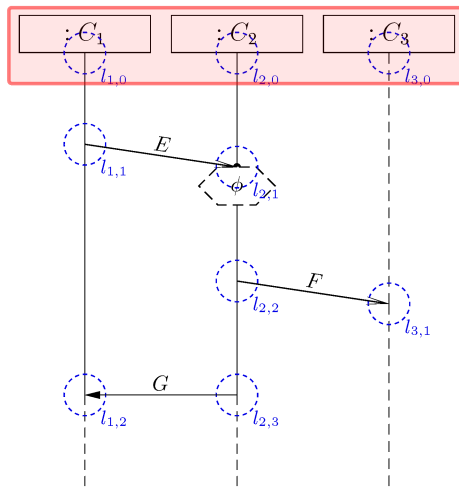 : C₁ : C₂ : C₃
l₁,₀ l₂,₀ l₃,₀
E
l₁,₁ l₂,₁
ϕ
F
l₂,₂
l₃,₁
G
l₁,₂ l₂,₃